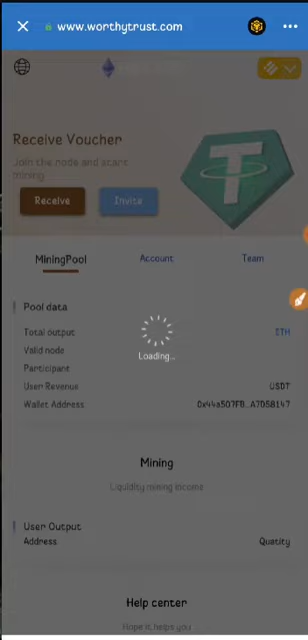 www.worthytrust.com
Receive Voucher
Join the node and start
mining
Receive
Invite
MiningPool
Account
Team
Pool data
Total output
ETH
Valid node
Participant
User Revenue
USDT
Wallet Address
Loading...
Mining
Liquidity mining income
User Output
Address
Quatity
Help center
Hope it helps you